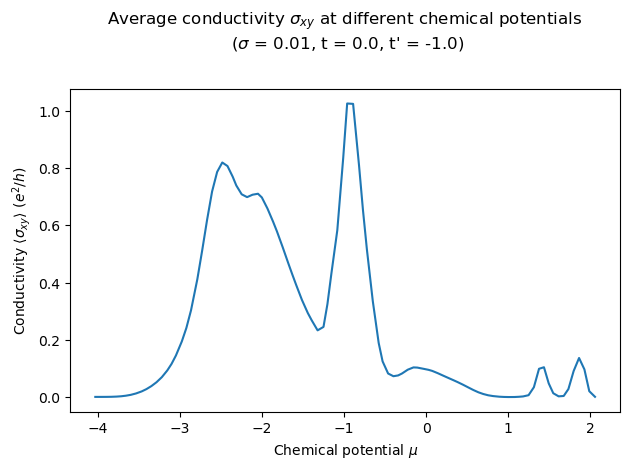 Average conductivity σxy at different chemical potentials
(σ = 0.01, t = 0.0, t' = -1.0)
1.0
0.8
0.6
0.4
0.2
0.0
Conductivity ⟨σxy⟩ (e²/h)
−4 −3 −2 −1 0 1 2
Chemical potential μ